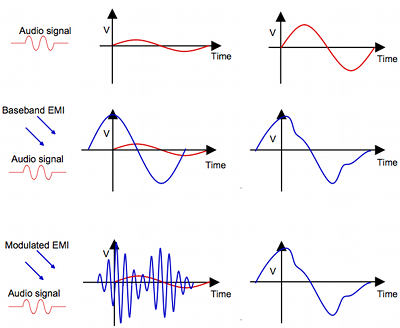 Audio signal
V
Time
V
Time
Baseband EMI
Audio signal
V
Time
V
Time
Modulated EMI
Audio signal
V
Time
V
Time